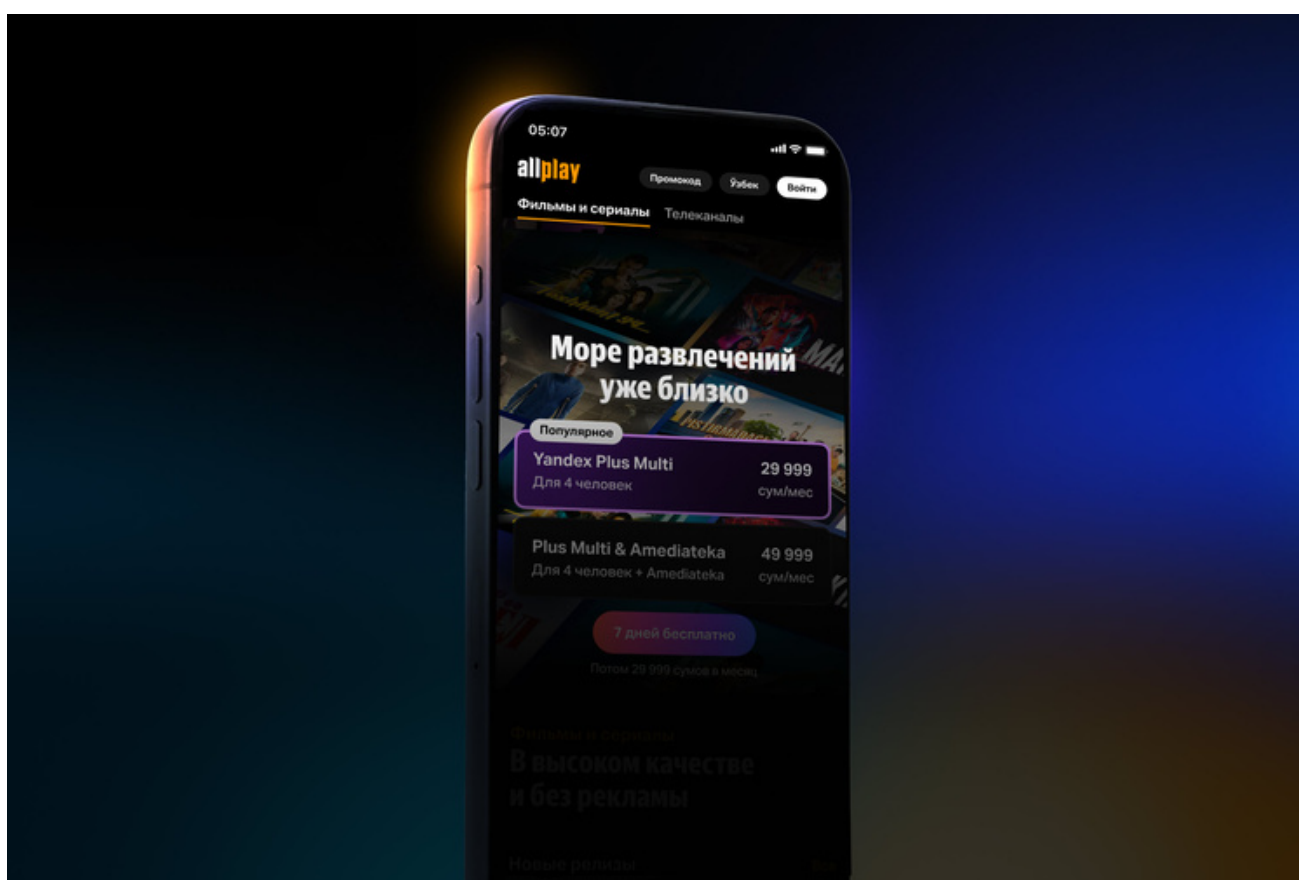 05:07
allplay
Промокод
Ўзбек
Войти
Фильмы и сериалы
Телеканалы
Море развлечений
уже близко
Популярное
Yandex Plus Multi
29 999
Для 4 человек
сум/мес
Plus Multi & Amediateka
49 999
Для 4 человек + Amediateka
сум/мес
7 дней бесплатно
Потом 29 999 сумов в месяц
Фильмы и сериалы
В высоком качестве
и без рекламы
Новые релизы
Все